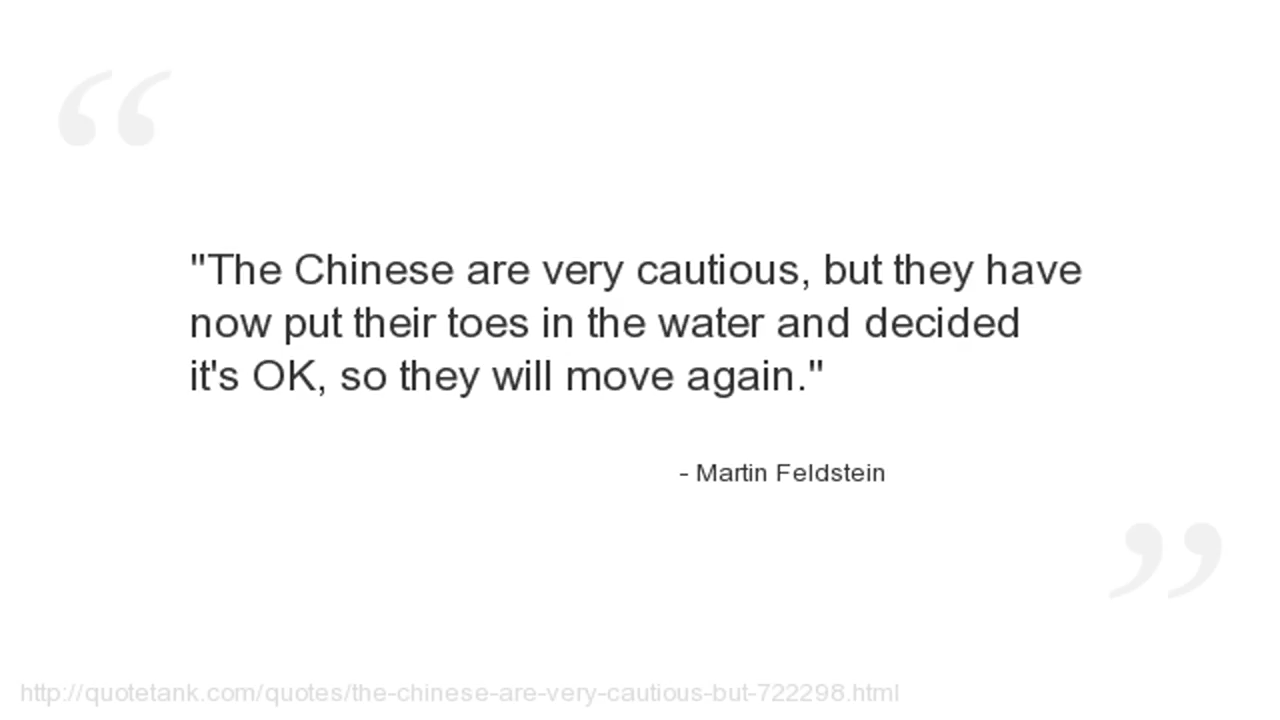 "The Chinese are very cautious, but they have
now put their toes in the water and decided
it's OK, so they will move again."
- Martin Feldstein
http://quotetank.com/quotes/the-chinese-are-very-cautious-but-722298.html